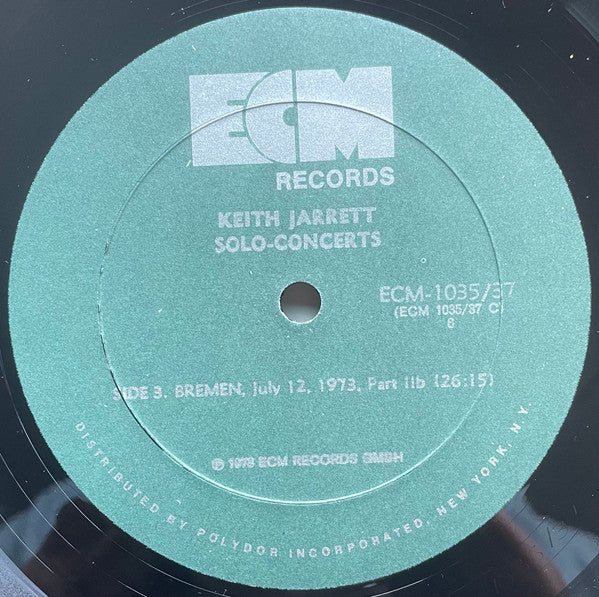 ECM
RECORDS
KEITH JARRETT
SOLO-CONCERTS
ECM-1035/37
(ECM 1035/37 C)
SIDE 3. BREMEN, July 12, 1973, Part IIb (26:15)
℗ 1973 ECM RECORDS GMBH
DISTRIBUTED BY POLYDOR INCORPORATED, NEW YORK, N.Y.